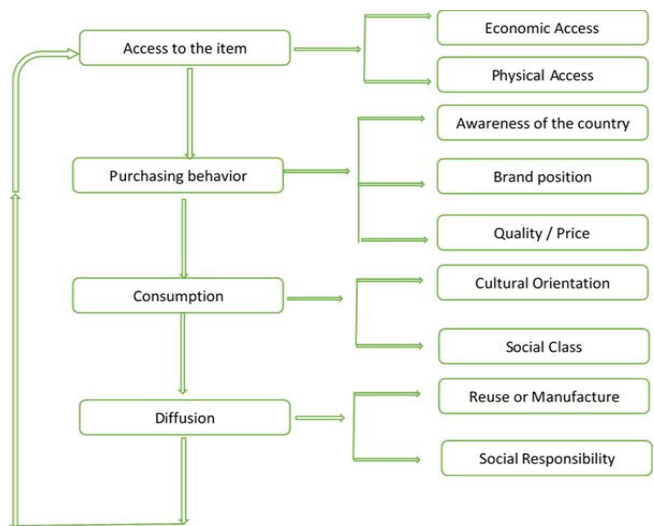 Access to the item
Economic Access
Physical Access
Purchasing behavior
Awareness of the country
Brand position
Quality / Price
Consumption
Cultural Orientation
Social Class
Diffusion
Reuse or Manufacture
Social Responsibility